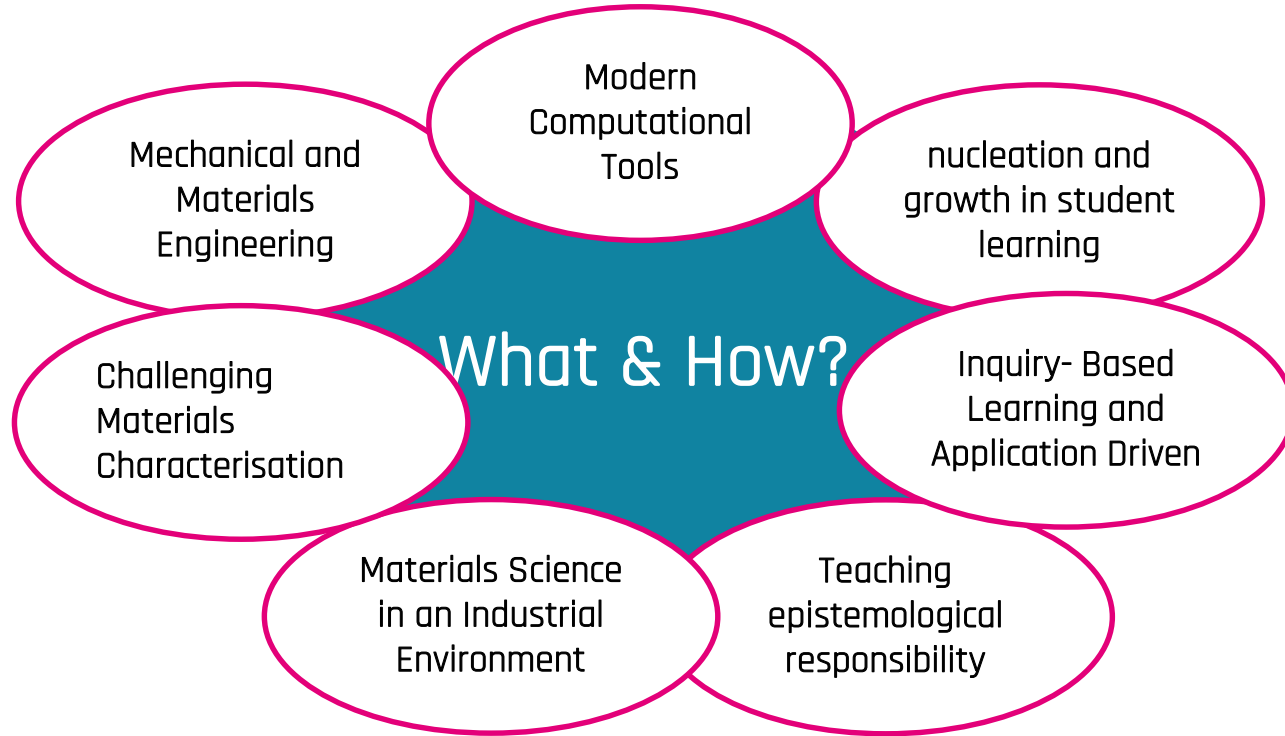 Modern
Computational
Tools
Mechanical and
Materials
Engineering
nucleation and
growth in student
learning
What & How?
Challenging
Materials
Characterisation
Inquiry- Based
Learning and
Application Driven
Materials Science
in an Industrial
Environment
Teaching
epistemological
responsibility